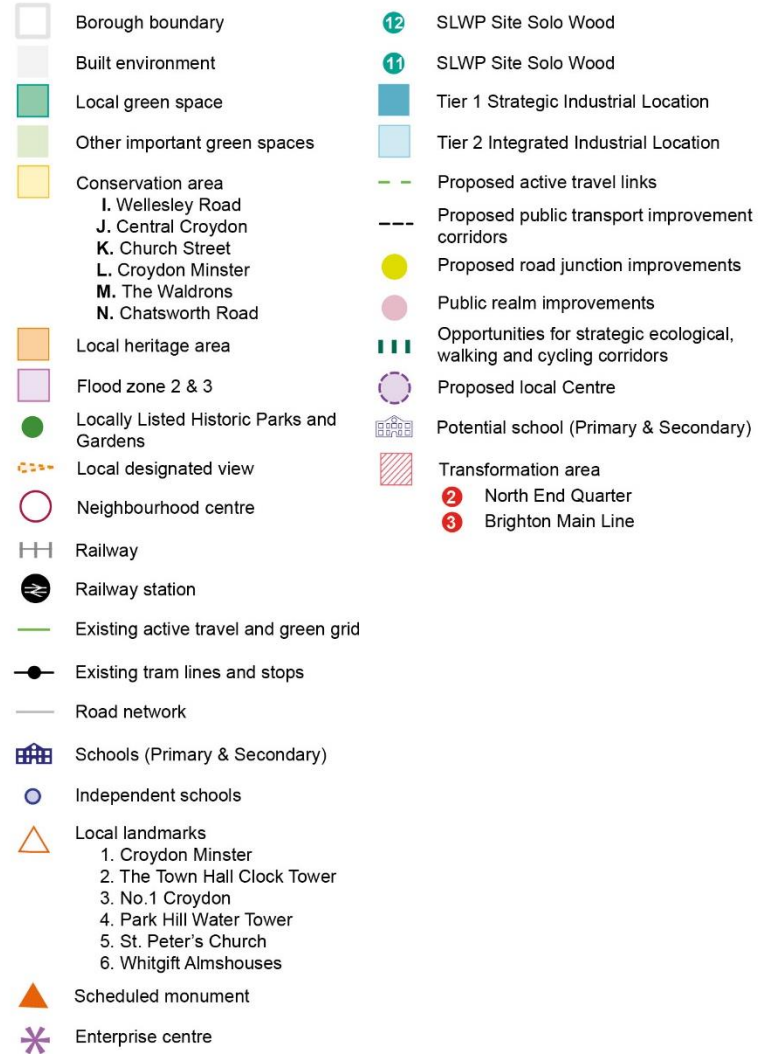 Borough boundary
Built environment
Local green space
Other important green spaces
Conservation area
I. Wellesley Road
J. Central Croydon
K. Church Street
L. Croydon Minster
M. The Waldrons
N. Chatsworth Road
Local heritage area
Flood zone 2 & 3
Locally Listed Historic Parks and
Gardens
Local designated view
Neighbourhood centre
Railway
Railway station
Existing active travel and green grid
Existing tram lines and stops
Road network
Schools (Primary & Secondary)
Independent schools
Local landmarks
1. Croydon Minster
2. The Town Hall Clock Tower
3. No.1 Croydon
4. Park Hill Water Tower
5. St. Peter's Church
6. Whitgift Almshouses
Scheduled monument
Enterprise centre
12 SLWP Site Solo Wood
11 SLWP Site Solo Wood
Tier 1 Strategic Industrial Location
Tier 2 Integrated Industrial Location
Proposed active travel links
Proposed public transport improvement
corridors
Proposed road junction improvements
Public realm improvements
Opportunities for strategic ecological,
walking and cycling corridors
Proposed local Centre
Potential school (Primary & Secondary)
Transformation area
2 North End Quarter
3 Brighton Main Line